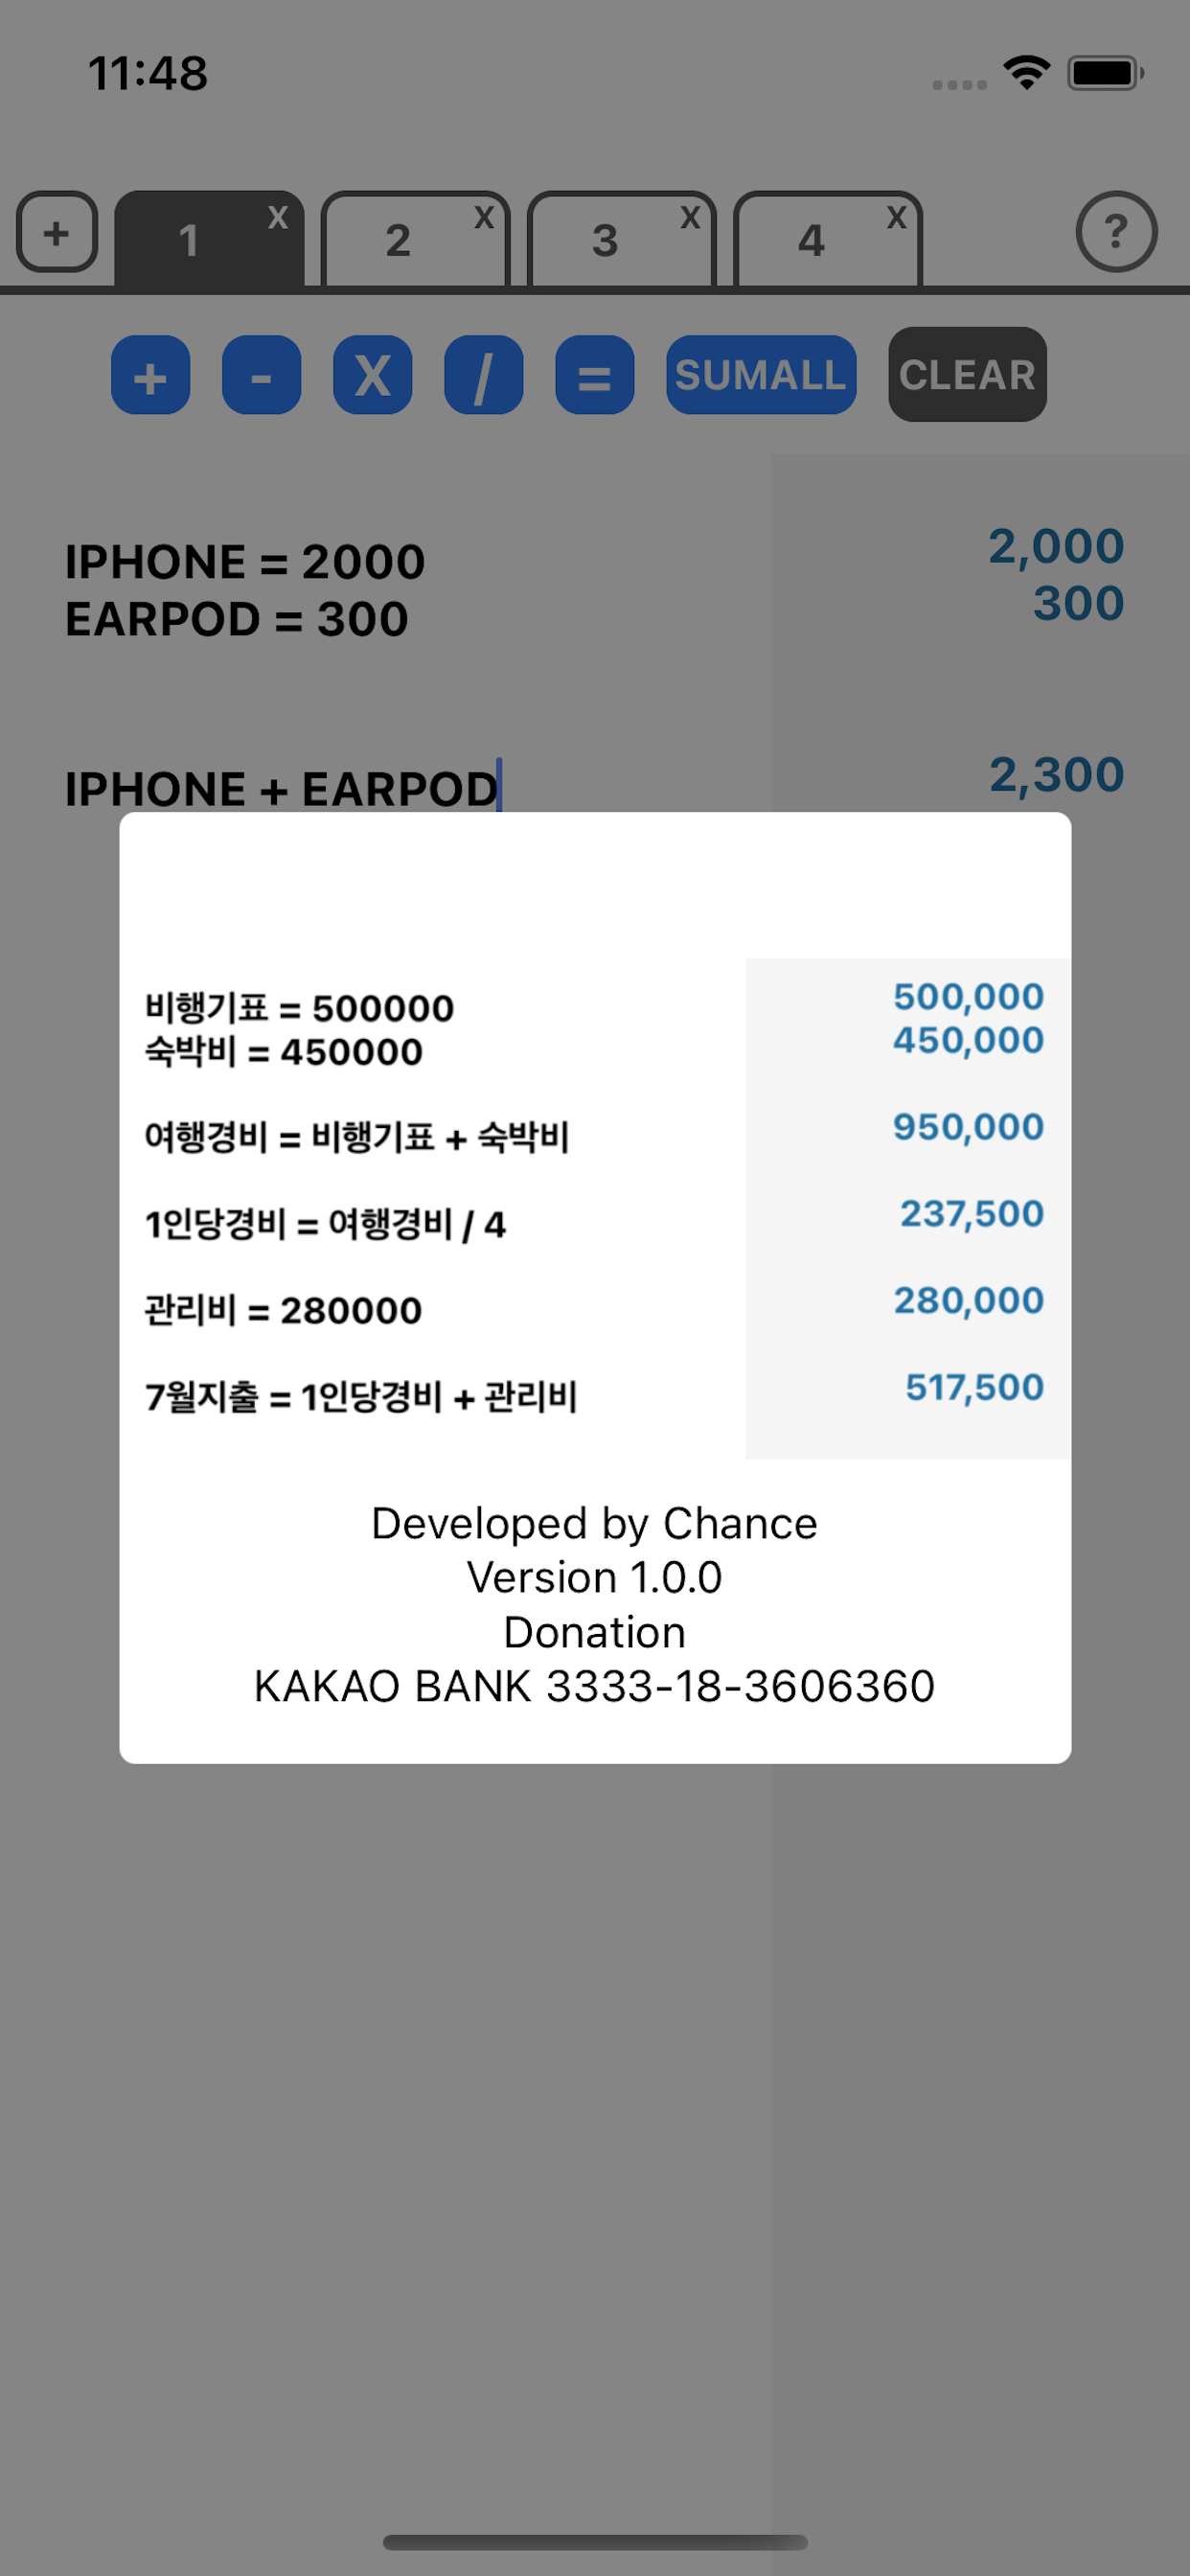 11:48
+ 1 X 2 X 3 X 4 X ?
+ - X / = SUMALL CLEAR
IPHONE = 2000 2,000
EARPOD = 300 300
IPHONE + EARPOD 2,300
비행기표 = 500000 500,000
숙박비 = 450000 450,000
여행경비 = 비행기표 + 숙박비 950,000
1인당경비 = 여행경비 / 4 237,500
관리비 = 280000 280,000
7월지출 = 1인당경비 + 관리비 517,500
Developed by Chance
Version 1.0.0
Donation
KAKAO BANK 3333-18-3606360